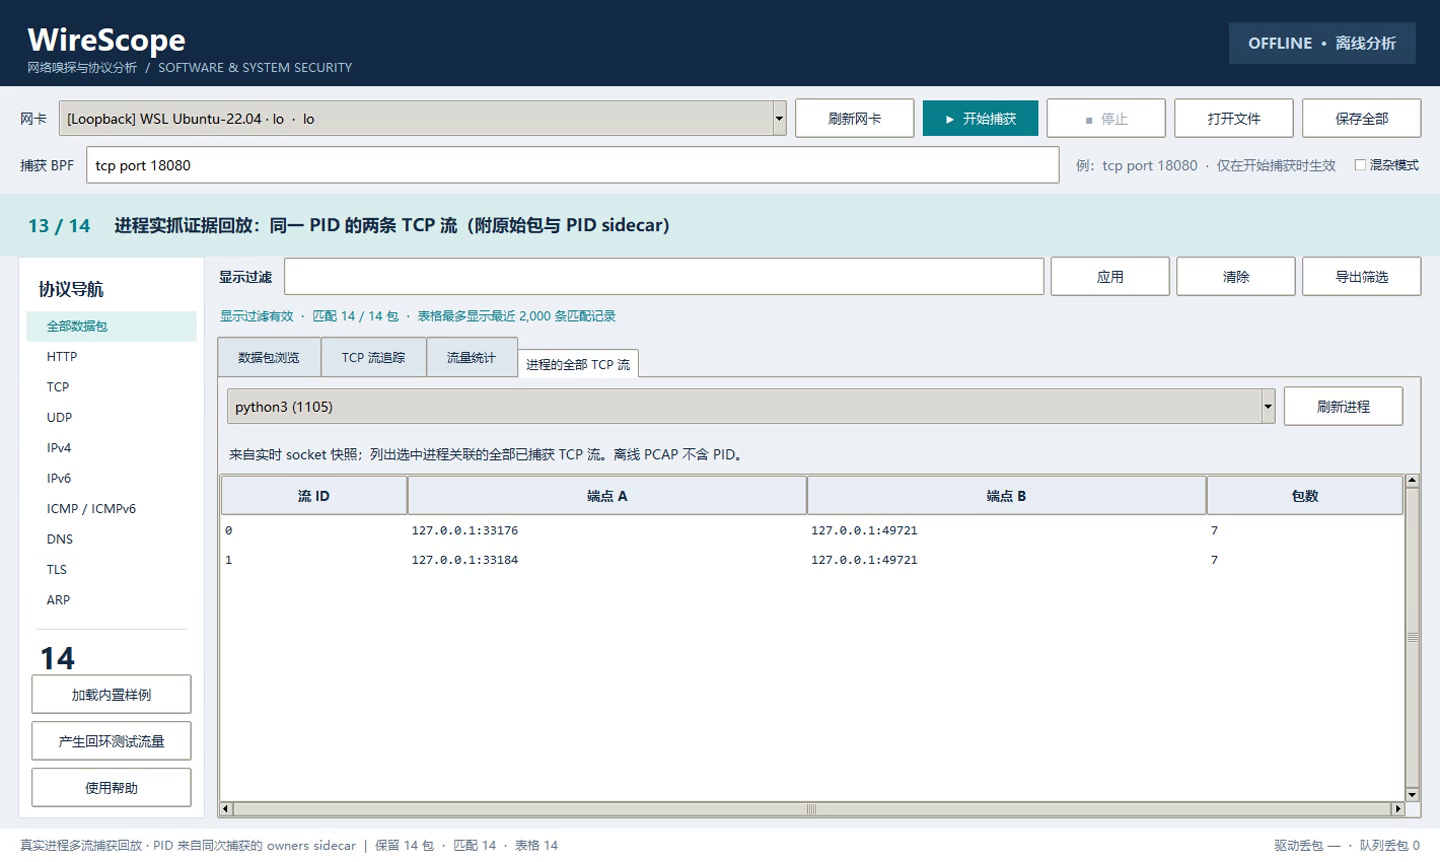 WireScope
网络嗅探与协议分析 / SOFTWARE & SYSTEM SECURITY
OFFLINE • 离线分析
网卡 [Loopback] WSL Ubuntu-22.04 · lo · lo 刷新网卡 ▶ 开始捕获 ■ 停止 打开文件 保存全部
捕获 BPF tcp port 18080 例：tcp port 18080 · 仅在开始捕获时生效 混杂模式
13 / 14 进程实抓证据回放：同一 PID 的两条 TCP 流（附原始包与 PID sidecar）
协议导航
全部数据包
HTTP
TCP
UDP
IPv4
IPv6
ICMP / ICMPv6
DNS
TLS
ARP
14
加载内置样例
产生回环测试流量
使用帮助
显示过滤 应用 清除 导出筛选
显示过滤有效 · 匹配 14 / 14 包 · 表格最多显示最近 2,000 条匹配记录
数据包浏览 TCP 流追踪 流量统计 进程的全部 TCP 流
python3 (1105) 刷新进程
来自实时 socket 快照；列出选中进程关联的全部已捕获 TCP 流。离线 PCAP 不含 PID。
流 ID 端点 A 端点 B 包数
0 127.0.0.1:33176 127.0.0.1:49721 7
1 127.0.0.1:33184 127.0.0.1:49721 7
真实进程多流捕获回放 · PID 来自同次捕获的 owners sidecar | 保留 14 包 · 匹配 14 · 表格 14
驱动丢包 — · 队列丢包 0